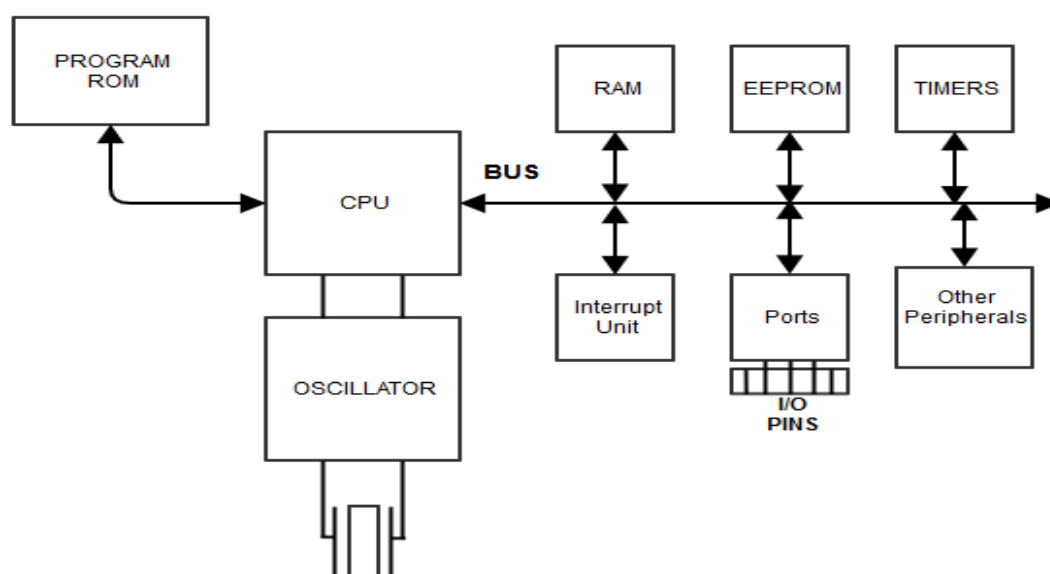 PROGRAM
ROM
RAM
EEPROM
TIMERS
BUS
CPU
Interrupt
Unit
Ports
Other
Peripherals
OSCILLATOR
I/O
PINS